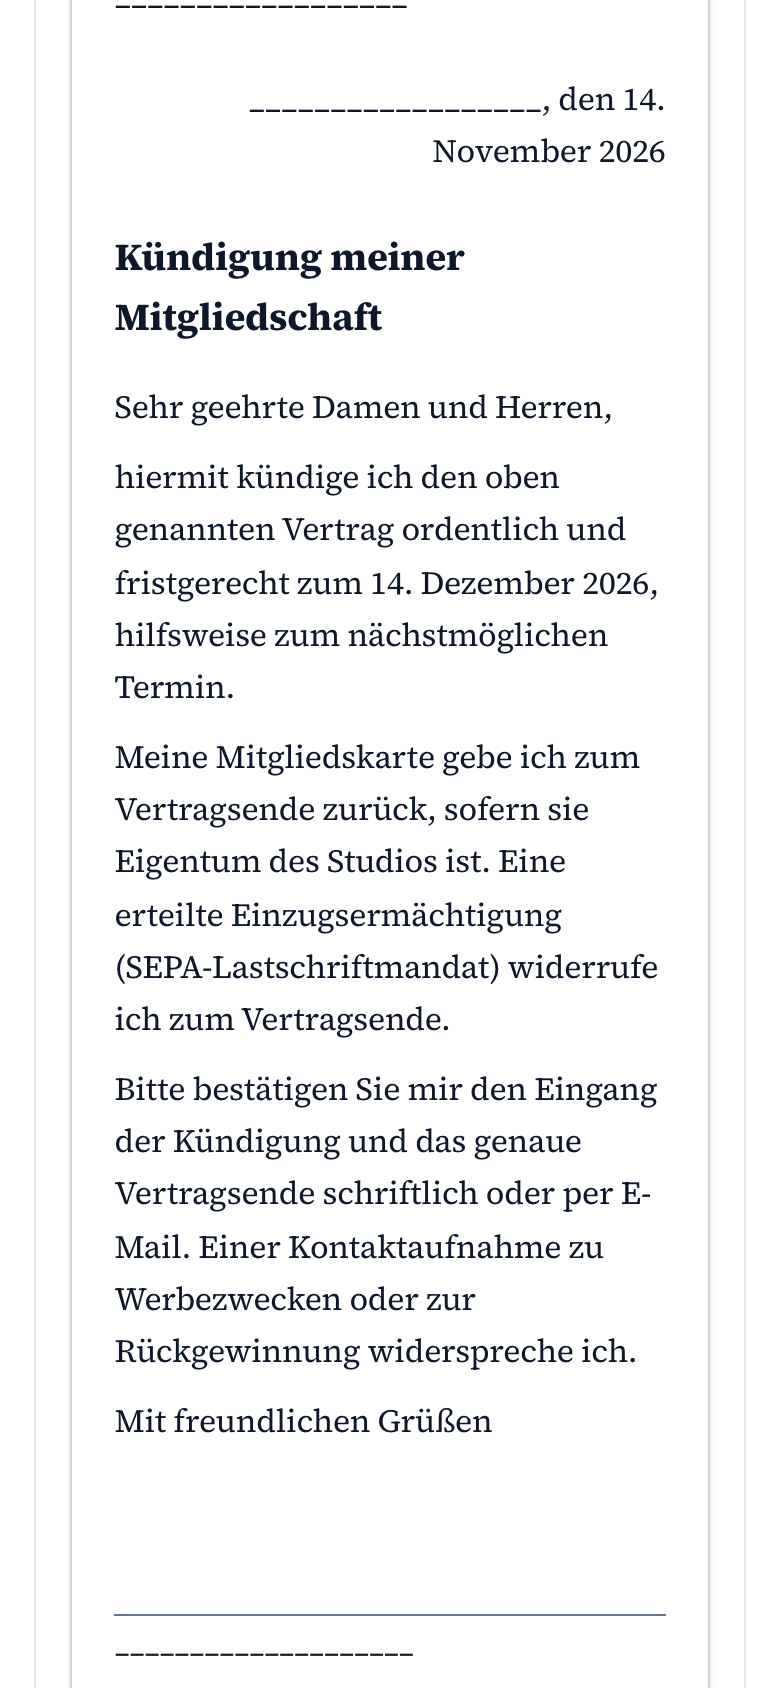 __________________
__________________, den 14.
November 2026
Kündigung meiner
Mitgliedschaft
Sehr geehrte Damen und Herren,
hiermit kündige ich den oben
genannten Vertrag ordentlich und
fristgerecht zum 14. Dezember 2026,
hilfsweise zum nächstmöglichen
Termin.
Meine Mitgliedskarte gebe ich zum
Vertragsende zurück, sofern sie
Eigentum des Studios ist. Eine
erteilte Einzugsermächtigung
(SEPA-Lastschriftmandat) widerrufe
ich zum Vertragsende.
Bitte bestätigen Sie mir den Eingang
der Kündigung und das genaue
Vertragsende schriftlich oder per E-
Mail. Einer Kontaktaufnahme zu
Werbezwecken oder zur
Rückgewinnung widerspreche ich.
Mit freundlichen Grüßen
____________________